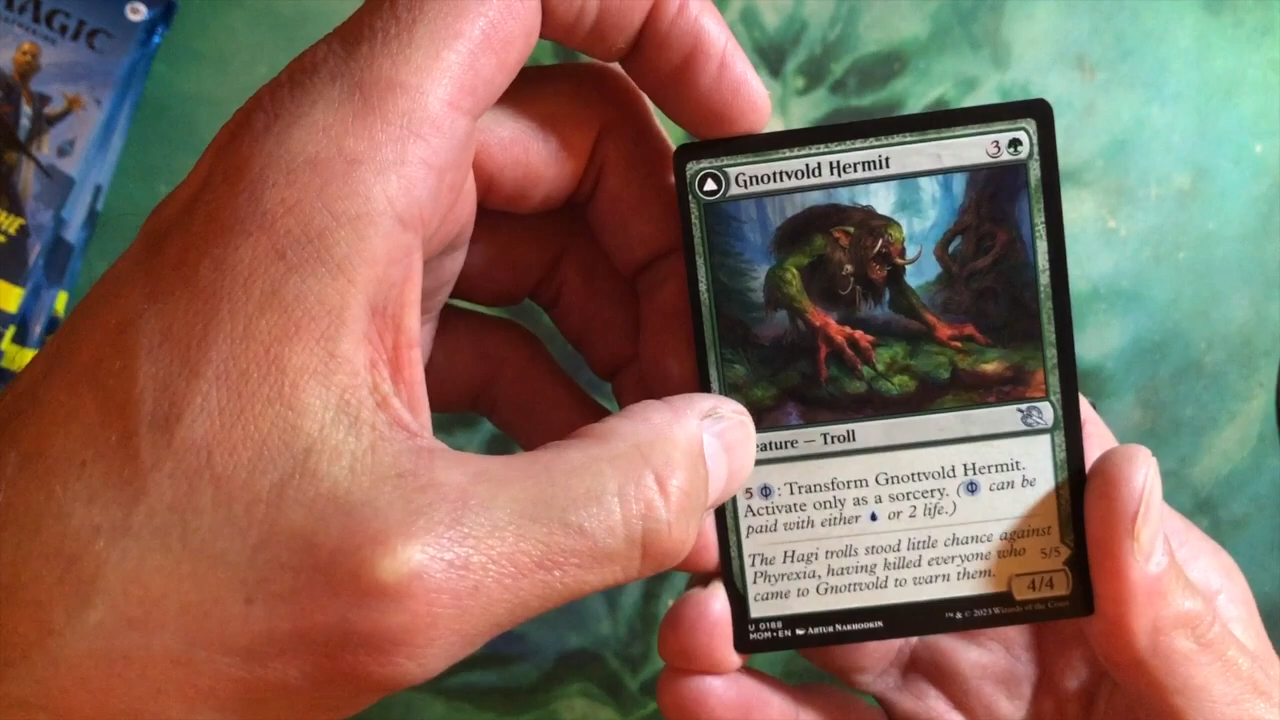 MAGIC
Gnottvold Hermit
3
eature — Troll
5 : Transform Gnottvold Hermit.
Activate only as a sorcery. ( can be
paid with either or 2 life.)
The Hagi trolls stood little chance against
Phyrexia, having killed everyone who
came to Gnottvold to warn them.
5/5
4/4
U 0188
MOM • EN Artur Nakhodkin
™ & © 2023 Wizards of the Coast